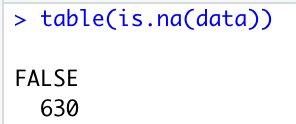 > table(is.na(data))
FALSE
630